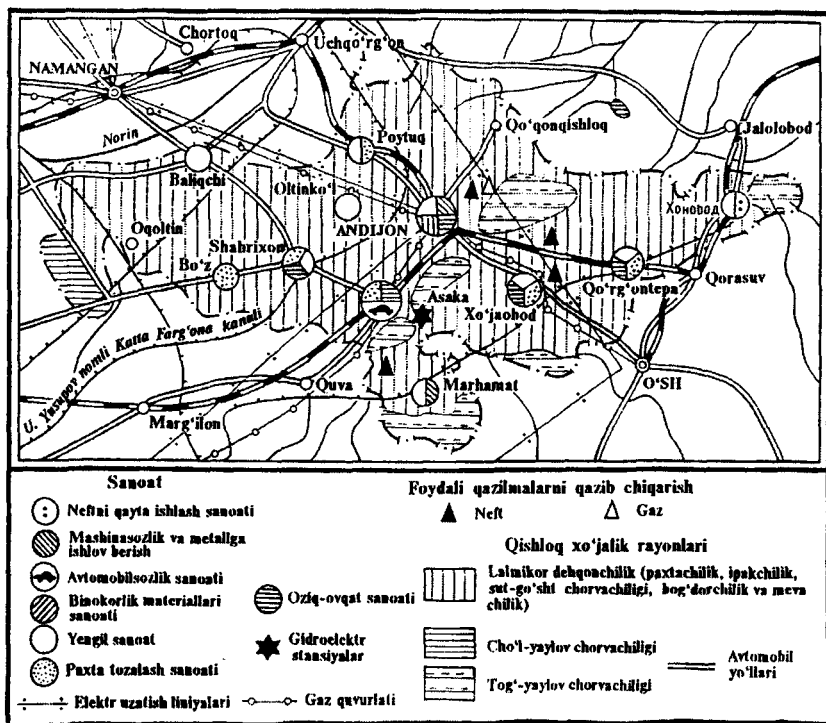 Chortoq
Uchqo'rg'on
NAMANGAN
Norin
Poytuq
Qo'qonqishloq
Jalolobod
Baliqchi
Oltinko'l
ANDIJON
Хонобод
Oqoltin
Shahrixon
Bo'z
Asaka
Xo'jaobod
Qo'rg'ontepa
Qorasuv
U. Yusupov nomli Katta Farg'ona kanali
Quva
Marhamat
O'SH
Marg'ilon
Sanoat
Neftni qayta ishlash sanoati
Mashinasozlik va metallga
ishlov berish
Avtomobilsozlik sanoati
Binokorlik materiallari
sanoati
Yengil sanoat
Paxta tozalash sanoati
Elektr uzatish liniyalari
Oziq-ovqat sanoati
Gidroelektr
stansiyalar
Gaz quvurlati
Foydali qazilmalarni qazib chiqarish
Neft
Gaz
Qishloq xo'jalik rayonlari
Lalmikor dehqonchilik (paxtachilik, ipakchilik,
sut-go'sht chorvachiligi, bog'dorchilik va meva
chilik)
Cho'l-yaylov chorvachiligi
Tog'-yaylov chorvachiligi
Avtomobil
yo'llari